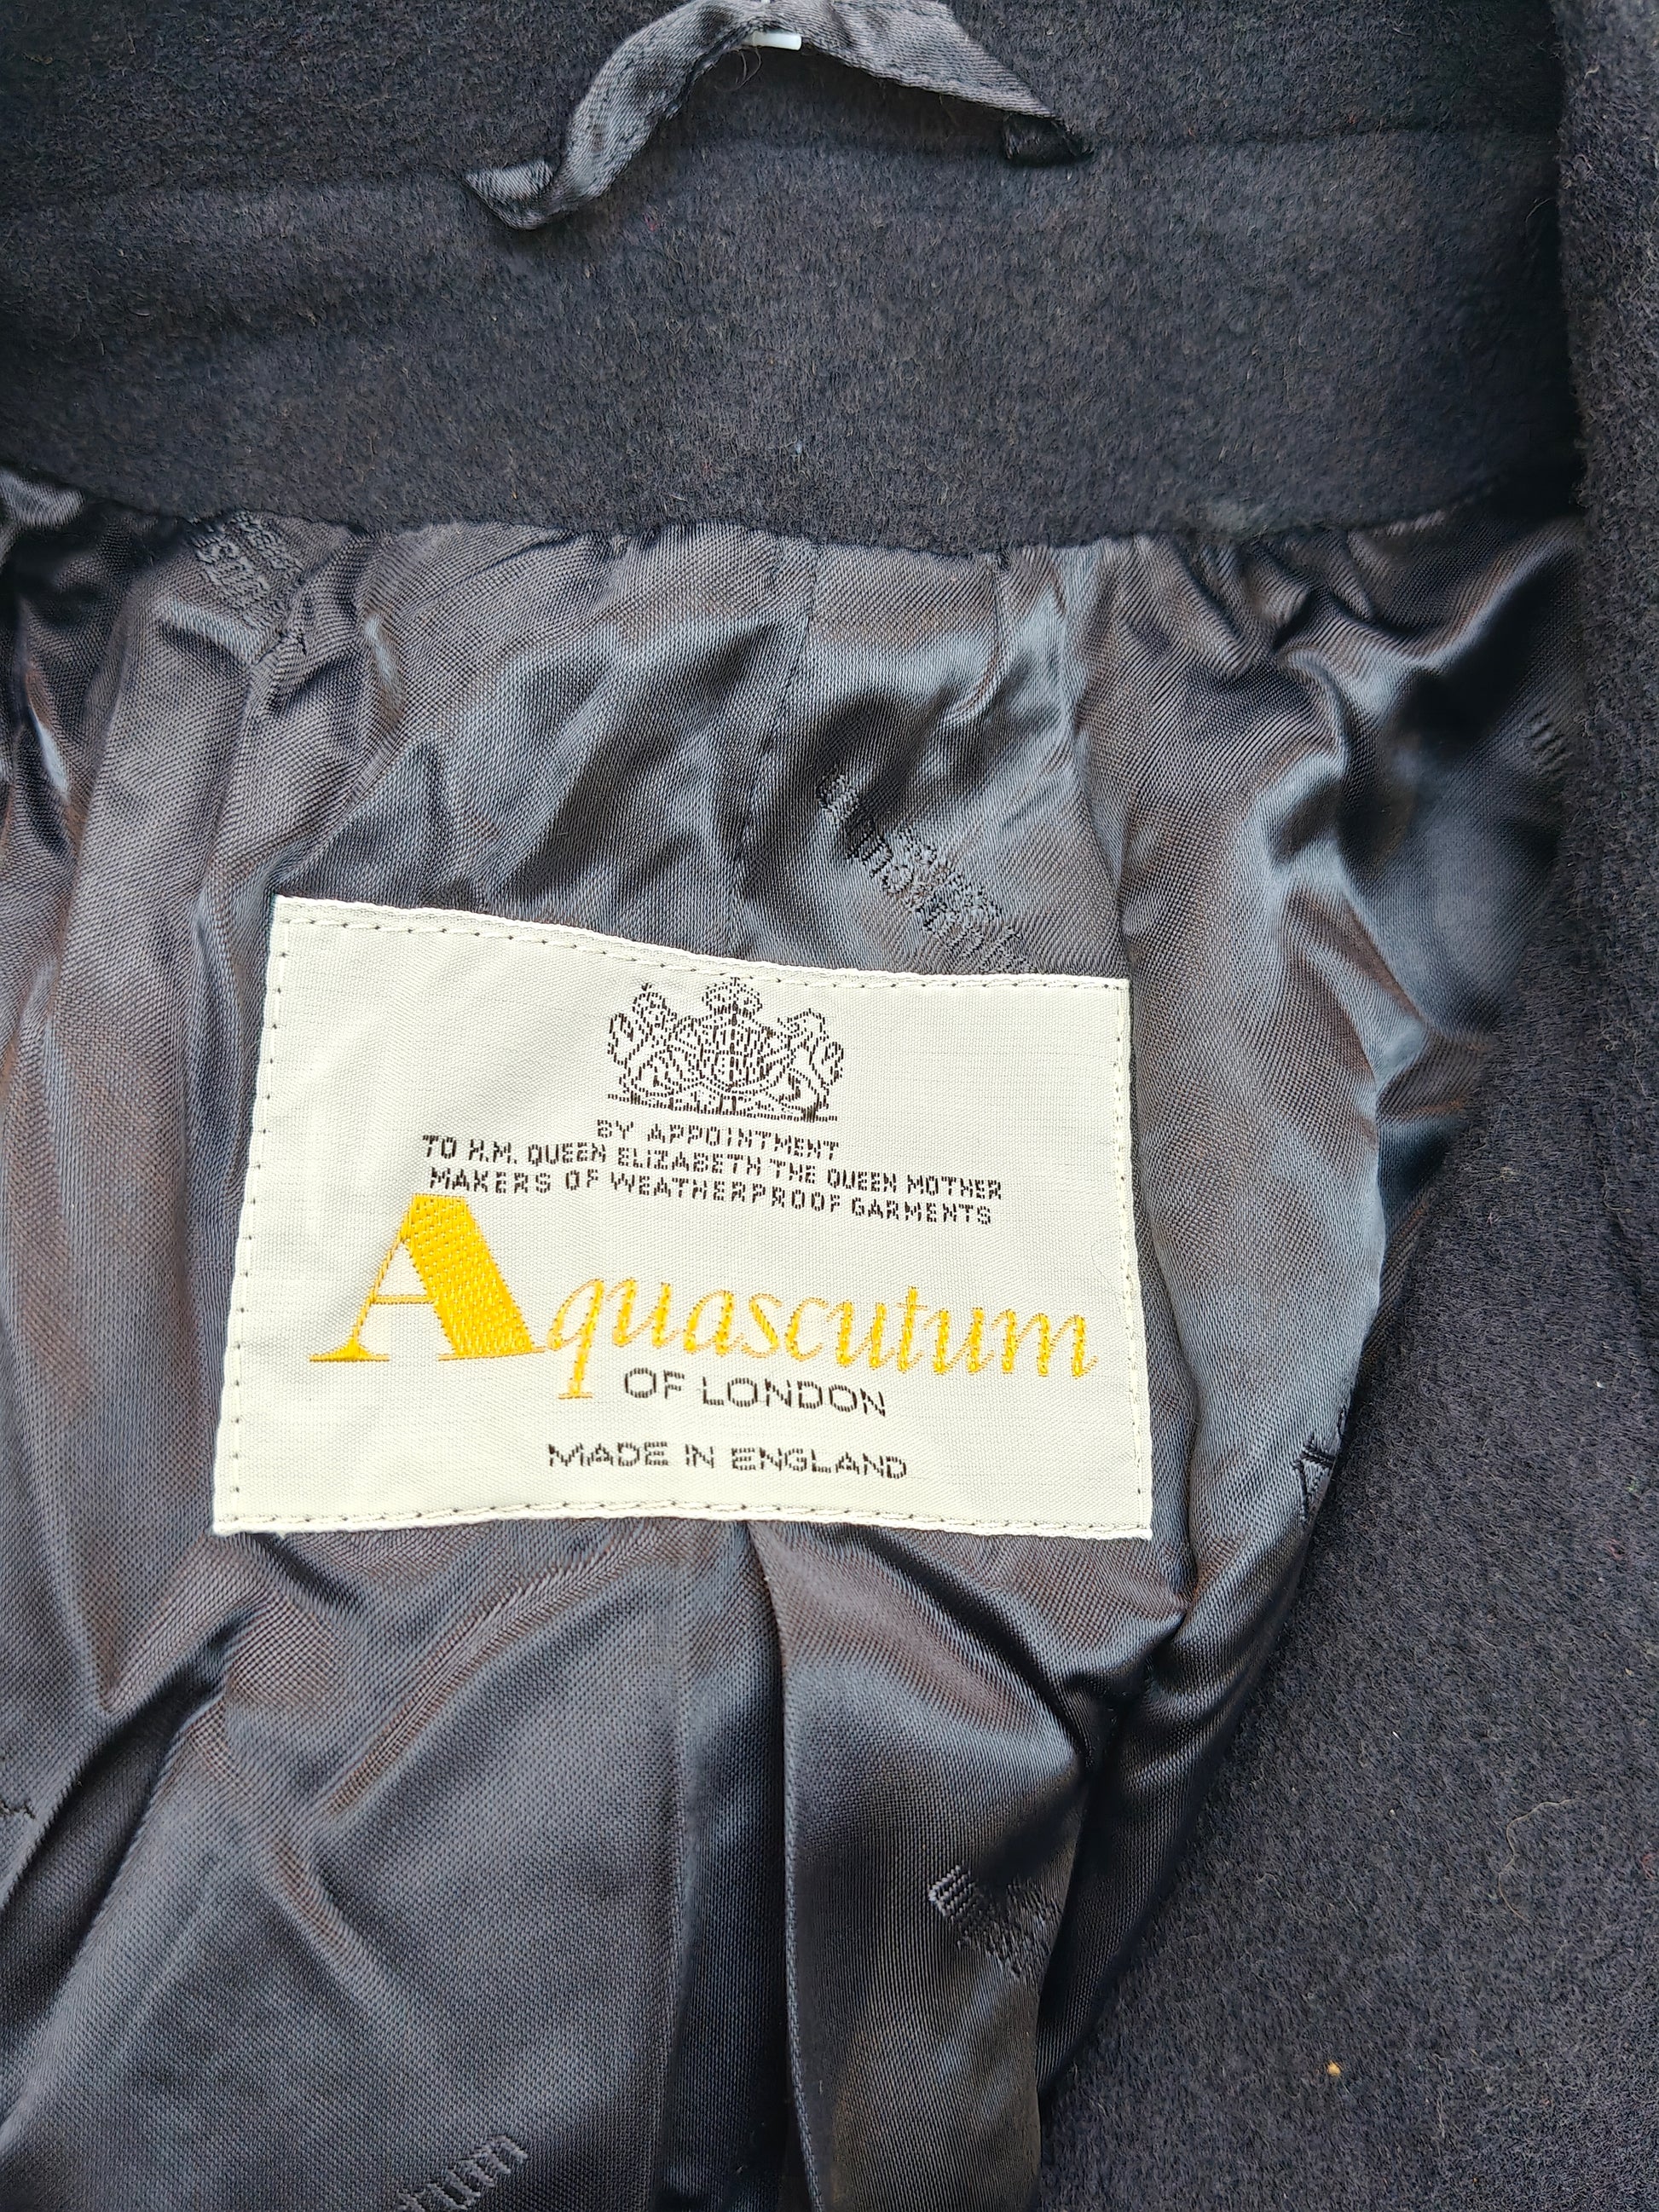 BY APPOINTMENT
TO H.M. QUEEN ELIZABETH THE QUEEN MOTHER
MAKERS OF WEATHERPROOF GARMENTS
Aquascutum
OF LONDON
MADE IN ENGLAND